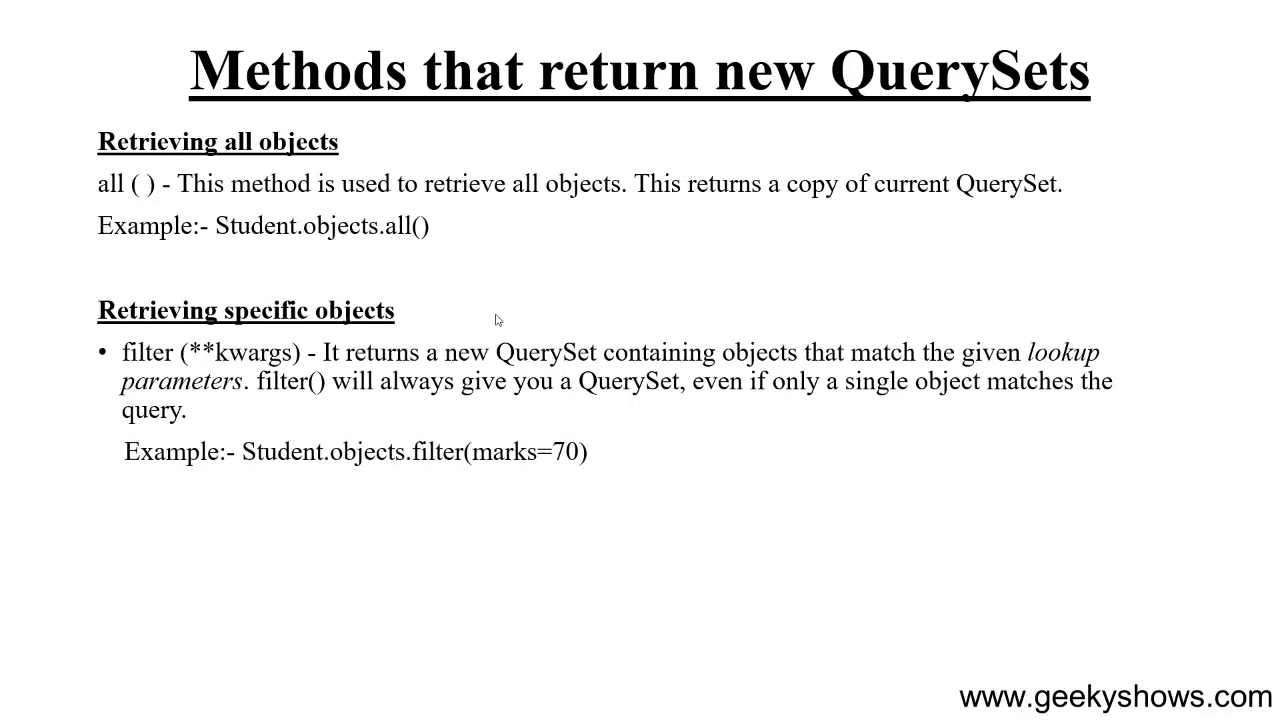 Methods that return new QuerySets
Retrieving all objects
all ( ) - This method is used to retrieve all objects. This returns a copy of current QuerySet.
Example:- Student.objects.all()
Retrieving specific objects
• filter (**kwargs) - It returns a new QuerySet containing objects that match the given lookup
parameters. filter() will always give you a QuerySet, even if only a single object matches the
query.
Example:- Student.objects.filter(marks=70)
www.geekyshows.com